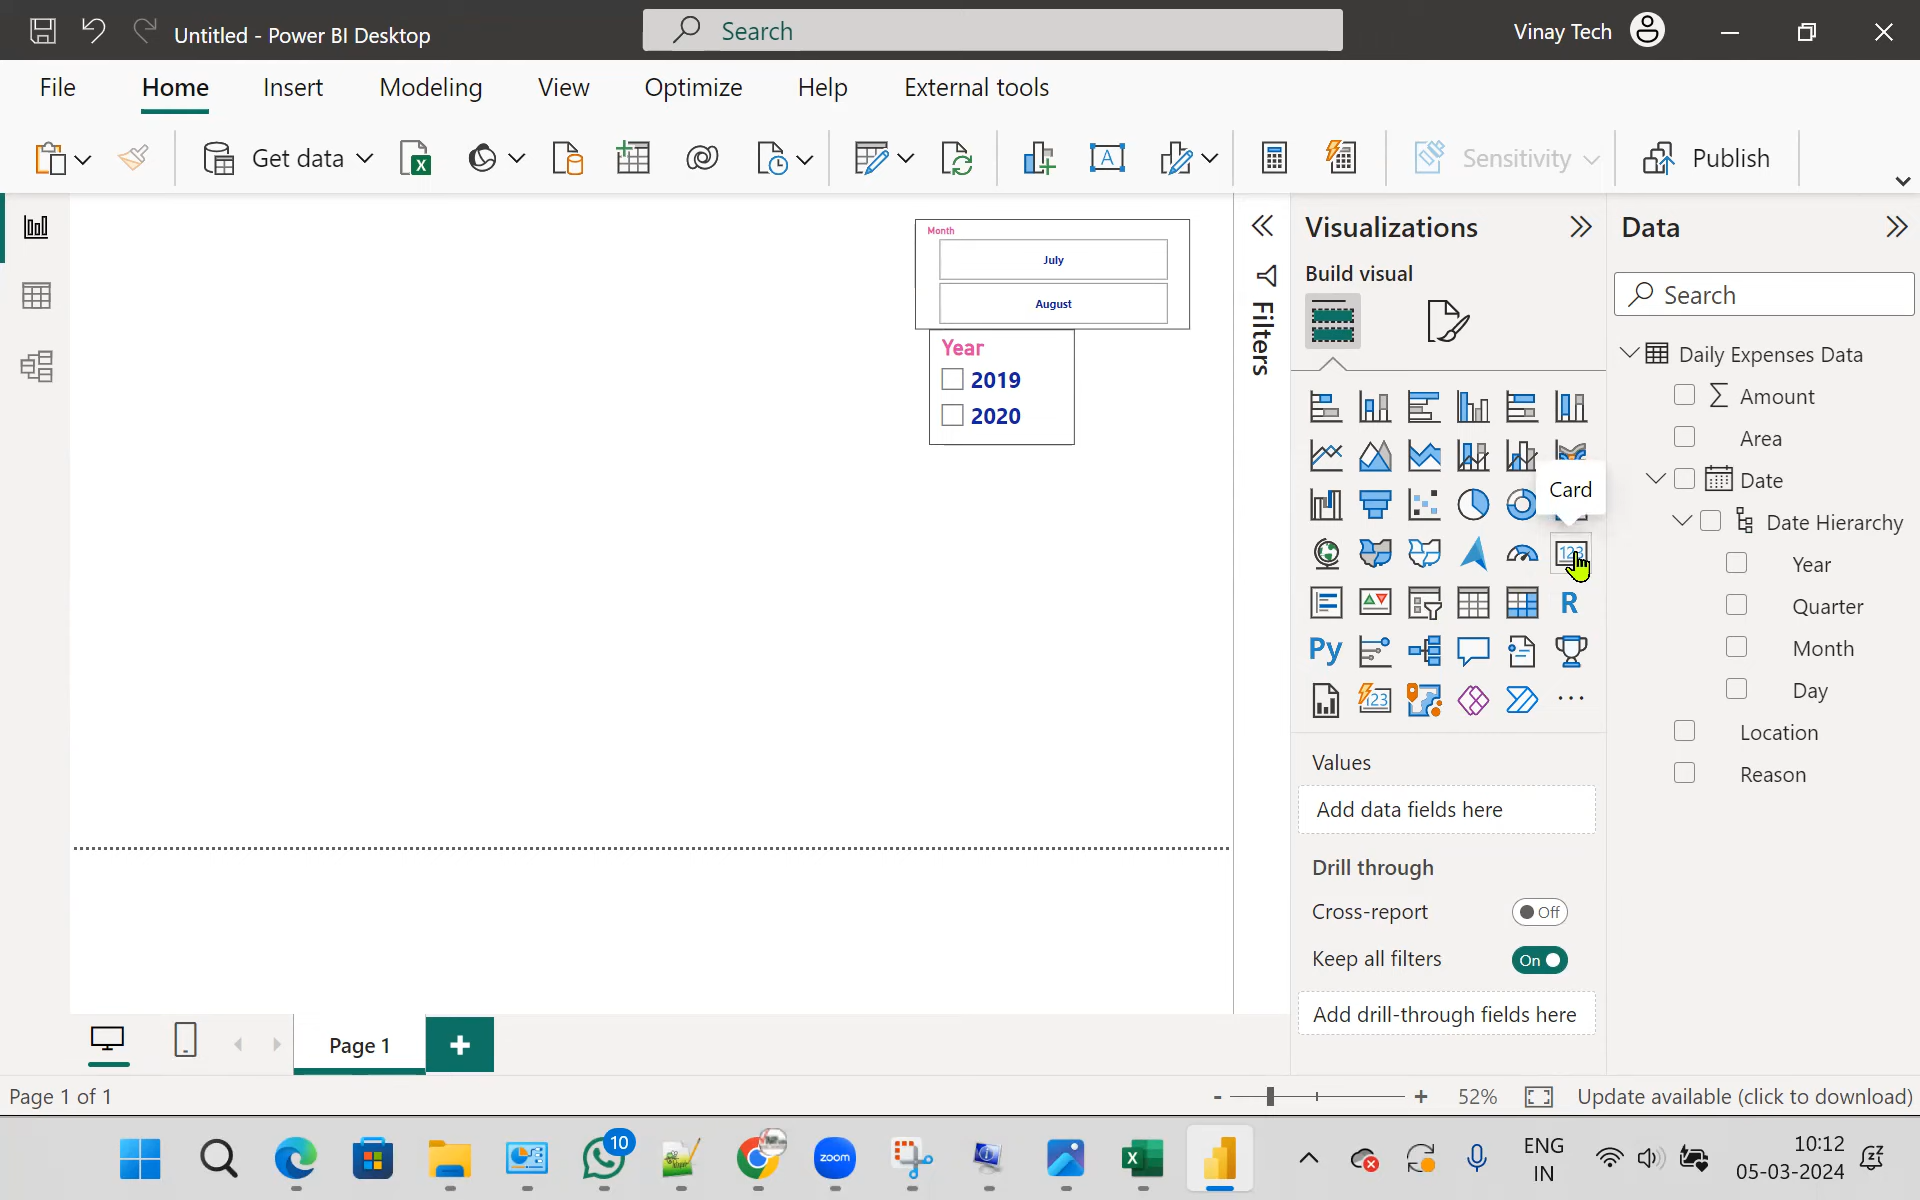 Untitled - Power BI Desktop
Search
Vinay Tech
File
Home
Insert
Modeling
View
Optimize
Help
External tools
Get data
Sensitivity
Publish
Month
July
August
Year
2019
2020
Filters
Visualizations
Build visual
Card
123
R
Py
123
Values
Add data fields here
Drill through
Cross-report
Off
Keep all filters
On
Add drill-through fields here
Data
Search
Daily Expenses Data
Amount
Area
Date
Date Hierarchy
Year
Quarter
Month
Day
Location
Reason
Page 1
Page 1 of 1
52%
Update available (click to download)
10
zoom
ENG
IN
10:12
05-03-2024